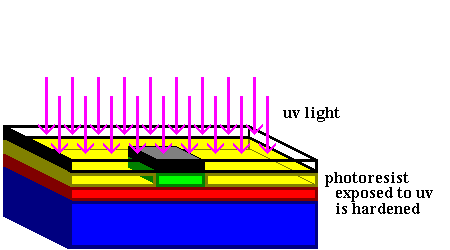 uv light
photoresist
exposed to uv
is hardened